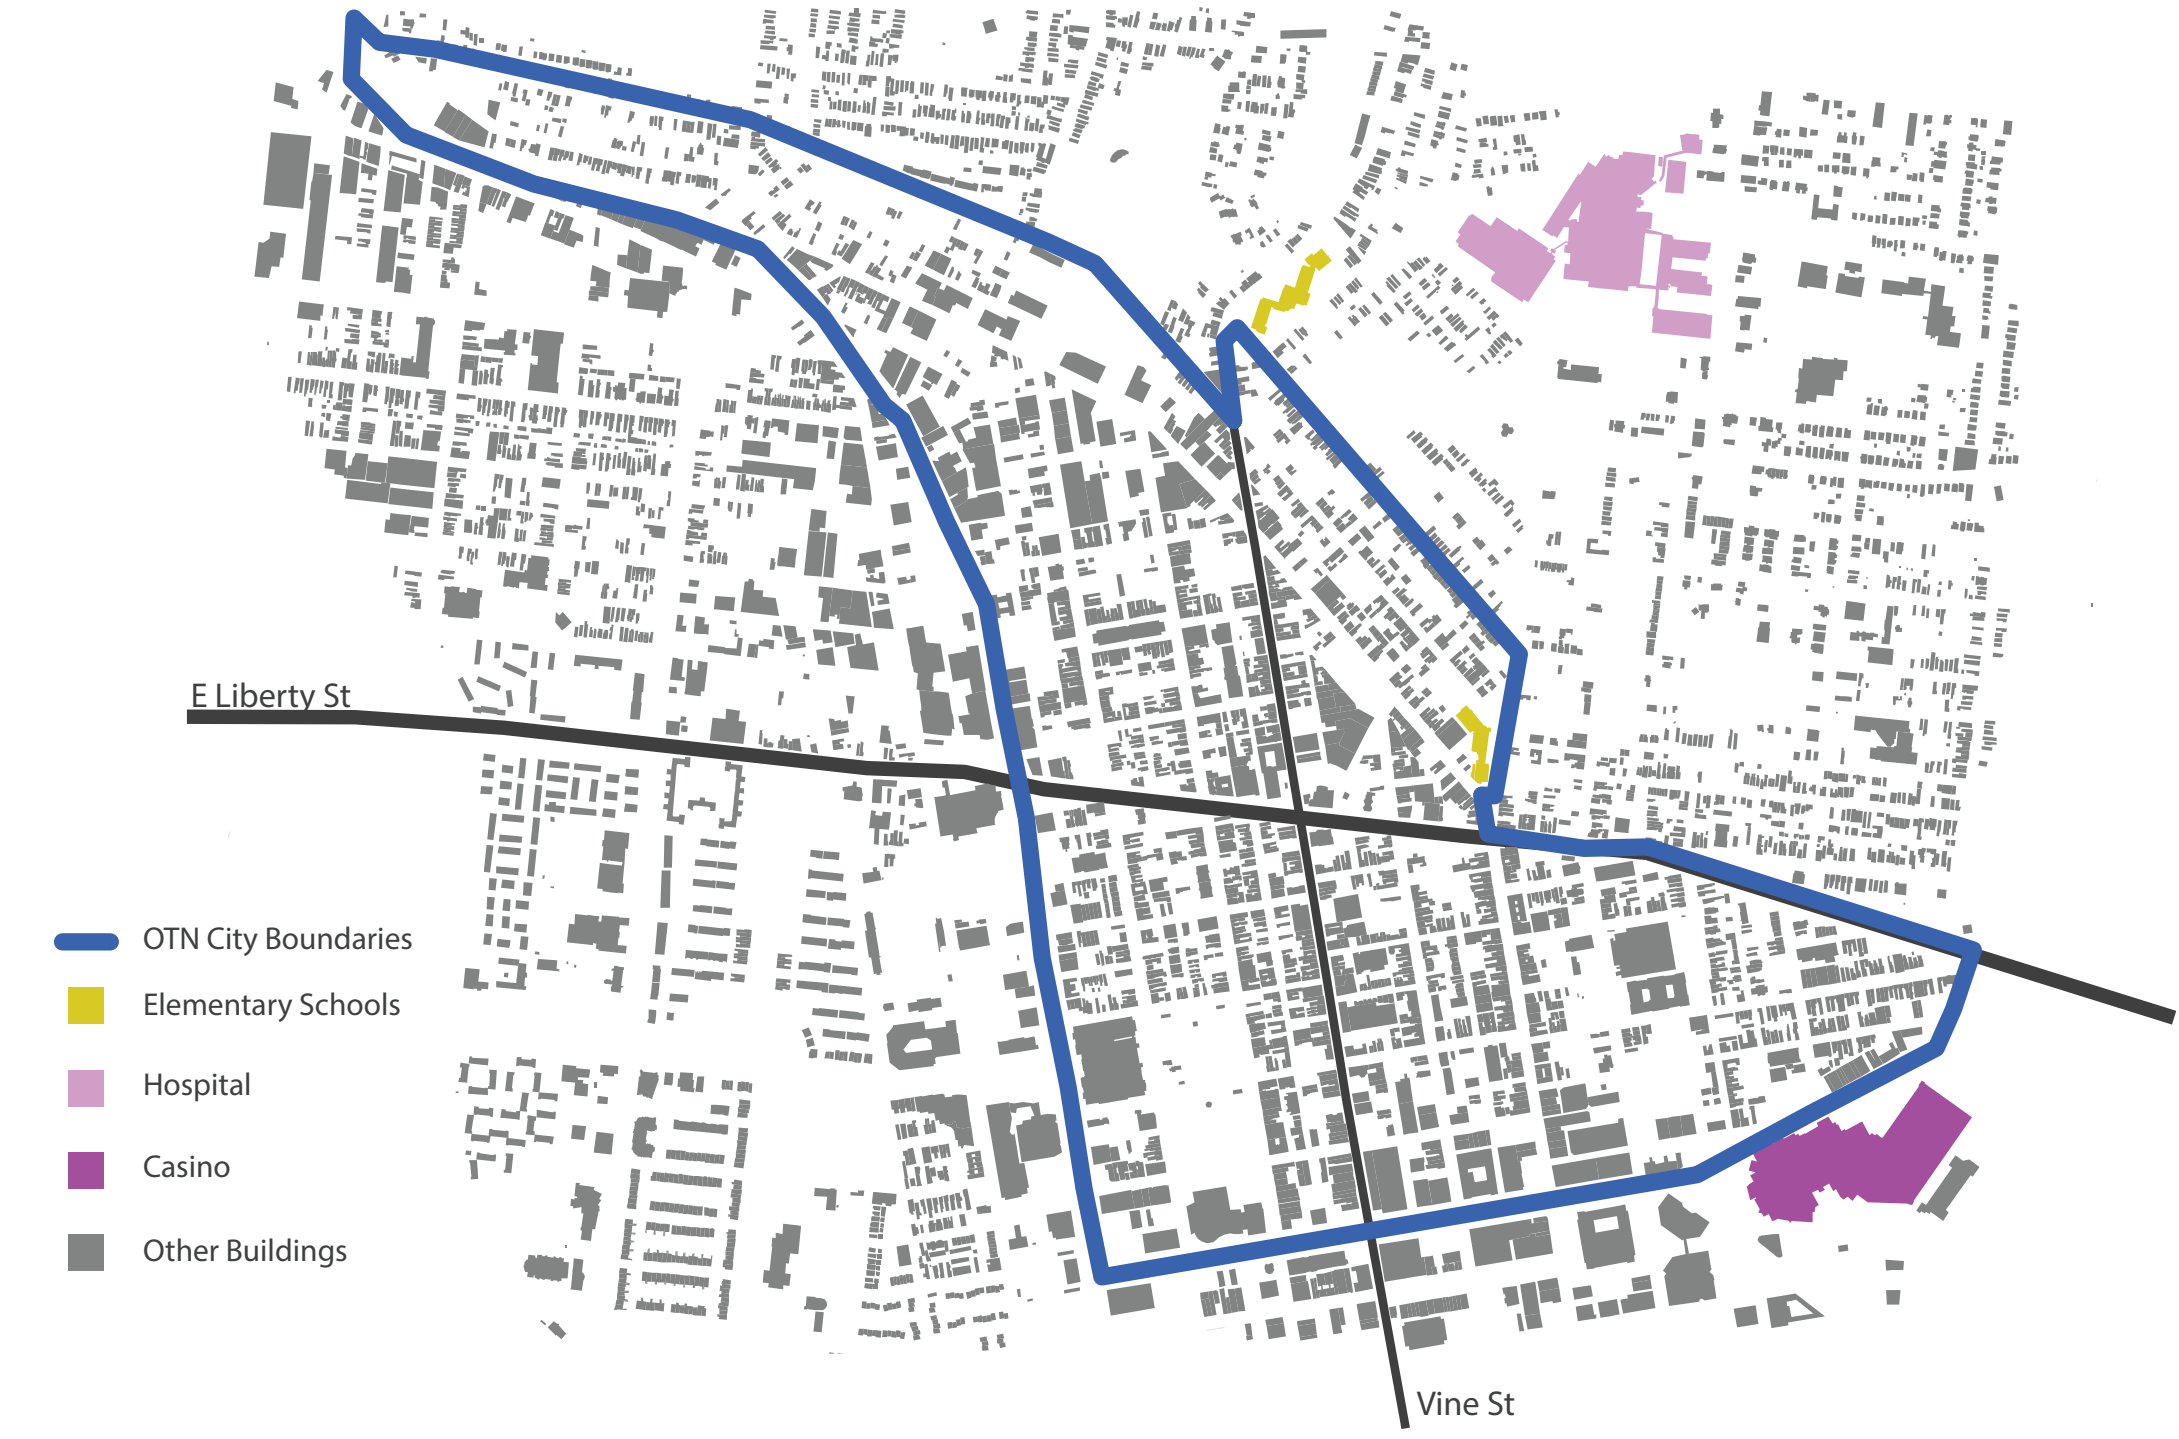 E Liberty St
OTN City Boundaries
Elementary Schools
Hospital
Casino
Other Buildings
Vine St